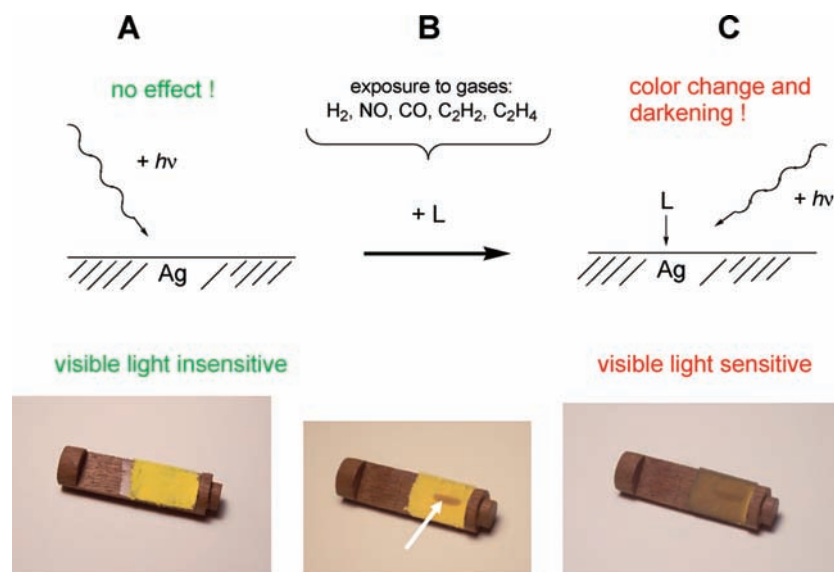 A
B
C
no effect !
exposure to gases:
H₂, NO, CO, C₂H₂, C₂H₄
color change and
darkening !
+ hν
+ L
L
+ hν
Ag
Ag
visible light insensitive
visible light sensitive